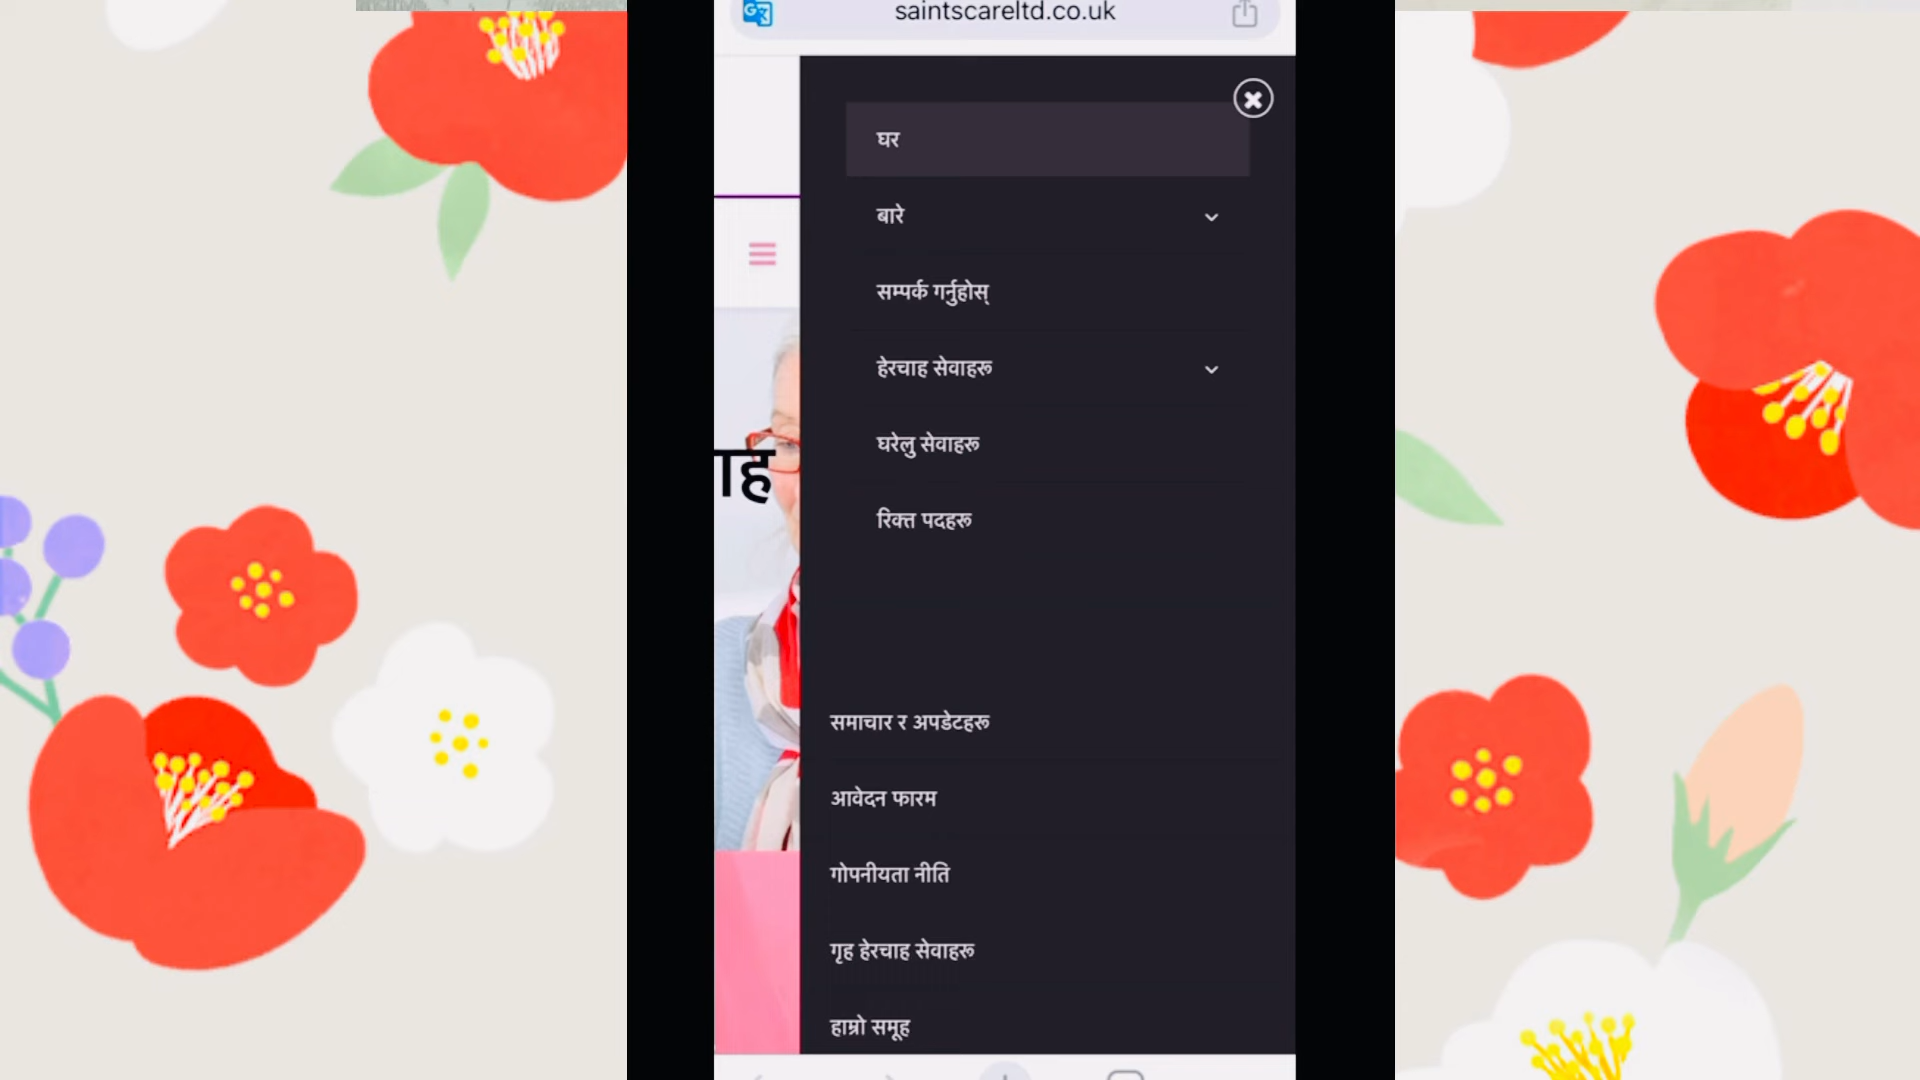 saintscareltd.co.uk
घर
बारे
सम्पर्क गर्नुहोस्
हेरचाह सेवाहरू
घरेलु सेवाहरू
रिक्त पदहरू
समाचार र अपडेटहरू
आवेदन फारम
गोपनीयता नीति
गृह हेरचाह सेवाहरू
हाम्रो समूह